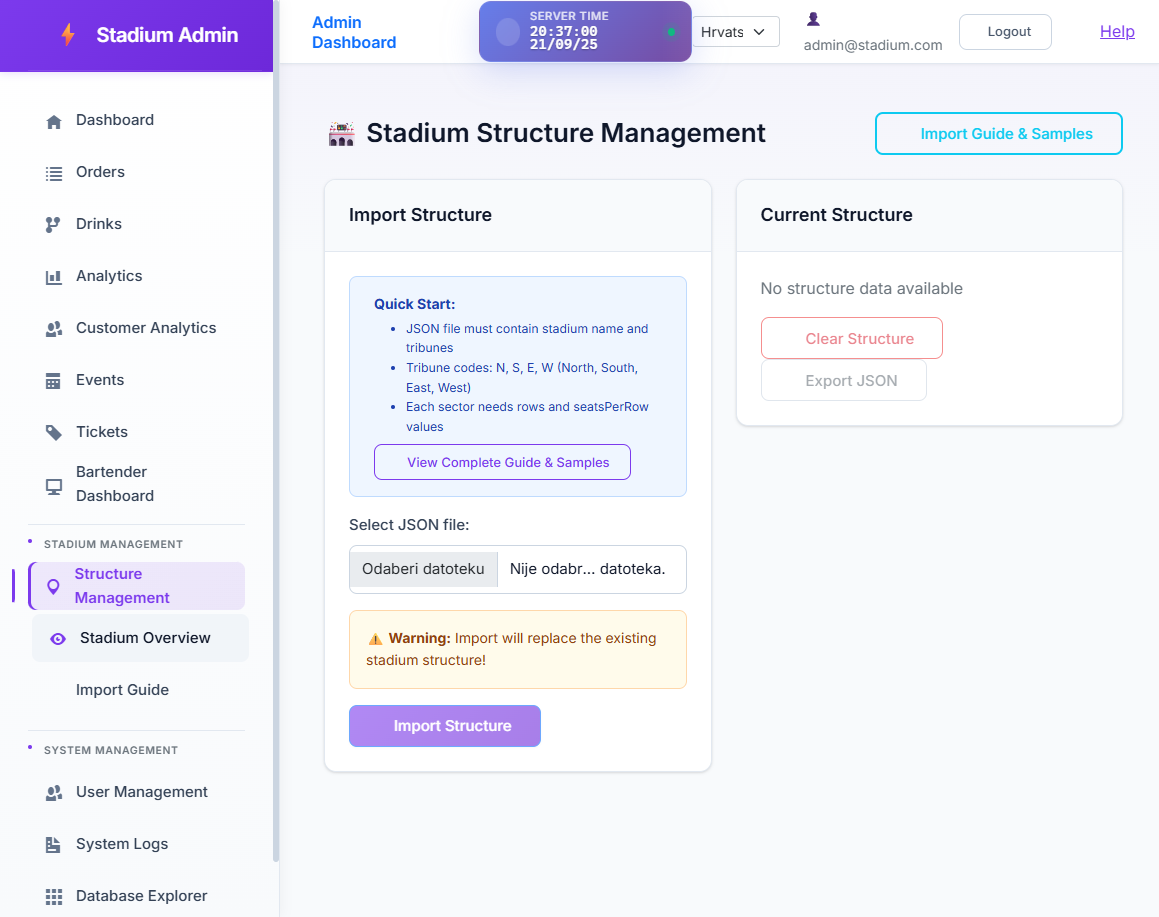 Stadium Admin
Admin
Dashboard
SERVER TIME
20:37:00
21/09/25
Hrvats
admin@stadium.com
Logout
Help
Dashboard
Orders
Drinks
Analytics
Customer Analytics
Events
Tickets
Bartender
Dashboard
STADIUM MANAGEMENT
Structure
Management
Stadium Overview
Import Guide
SYSTEM MANAGEMENT
User Management
System Logs
Database Explorer
Stadium Structure Management
Import Guide & Samples
Import Structure
Quick Start:
JSON file must contain stadium name and
tribunes
Tribune codes: N, S, E, W (North, South,
East, West)
Each sector needs rows and seatsPerRow
values
View Complete Guide & Samples
Select JSON file:
Odaberi datoteku Nije odabr... datoteka.
Warning: Import will replace the existing
stadium structure!
Import Structure
Current Structure
No structure data available
Clear Structure
Export JSON